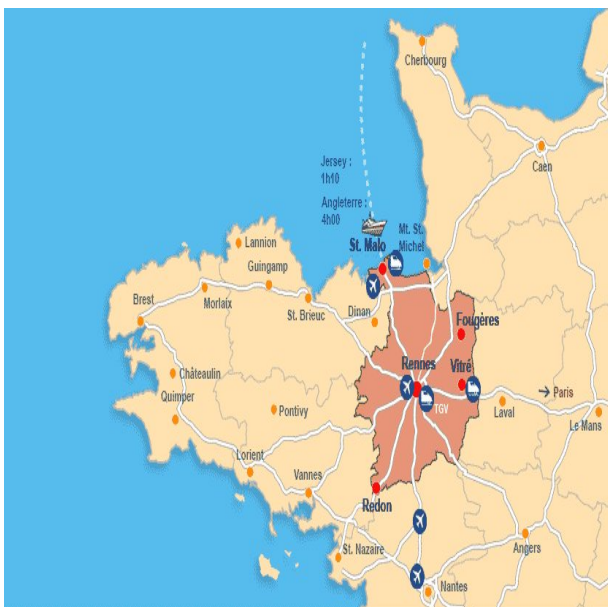 Cherbourg
Caen
Jersey :
1h10
Angleterre :
4h00
Mt. St.
Michel
St. Malo
Lannion
Guingamp
Morlaix
St. Brieuc
Dinan
Brest
Fougères
Rennes
Vitré
TGV
Paris
Laval
Le Mans
Châteaulin
Quimper
Pontivy
Lorient
Vannes
Redon
St. Nazaire
Angers
Nantes